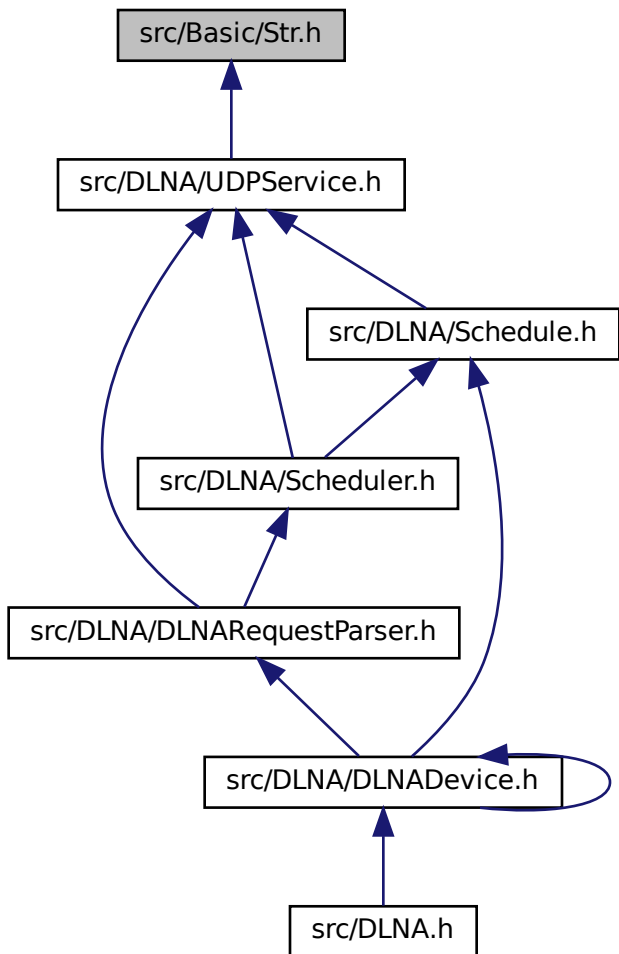 src/Basic/Str.h
src/DLNA/UDPService.h
src/DLNA/Schedule.h
src/DLNA/Scheduler.h
src/DLNA/DLNARequestParser.h
src/DLNA/DLNADevice.h
src/DLNA.h